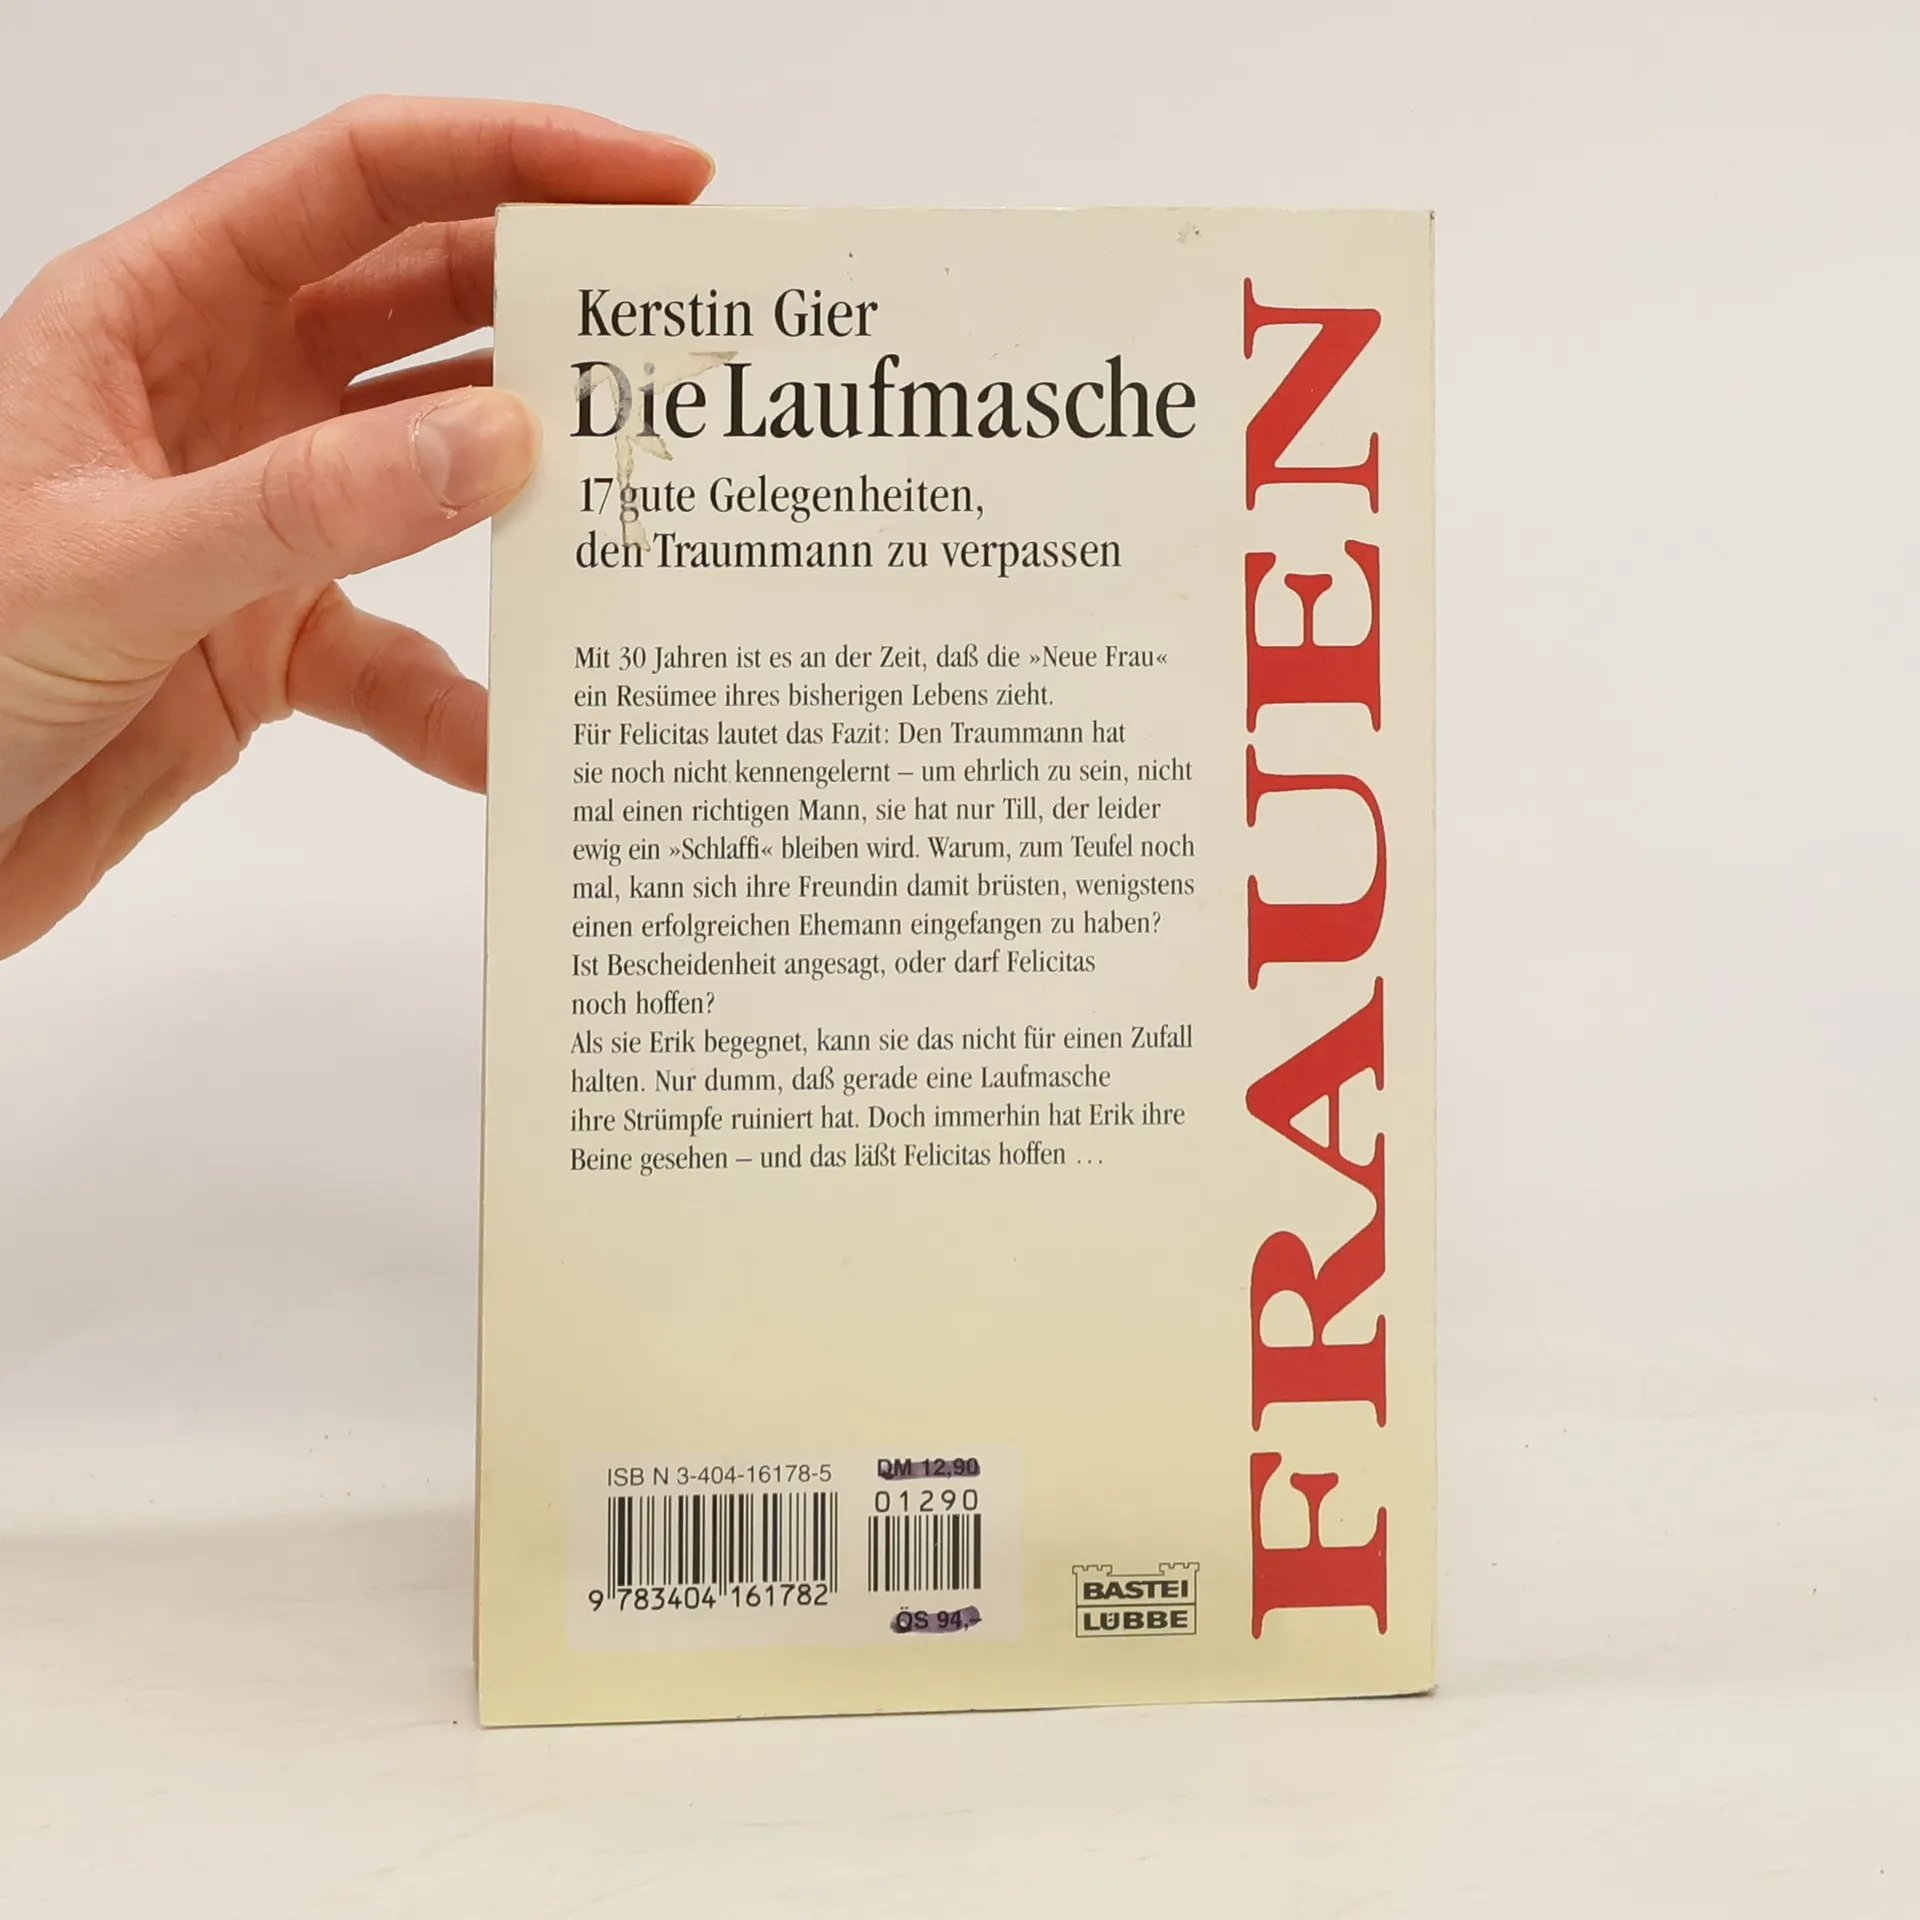 Kerstin Gier
Die Laufmasche
17 gute Gelegenheiten,
den Traummann zu verpassen
Mit 30 Jahren ist es an der Zeit, daß die »Neue Frau«
ein Resümee ihres bisherigen Lebens zieht.
Für Felicitas lautet das Fazit: Den Traummann hat
sie noch nicht kennengelernt – um ehrlich zu sein, nicht
mal einen richtigen Mann, sie hat nur Till, der leider
ewig ein »Schlaffi« bleiben wird. Warum, zum Teufel noch
mal, kann sich ihre Freundin damit brüsten, wenigstens
einen erfolgreichen Ehemann eingefangen zu haben?
Ist Bescheidenheit angesagt, oder darf Felicitas
noch hoffen?
Als sie Erik begegnet, kann sie das nicht für einen Zufall
halten. Nur dumm, daß gerade eine Laufmasche
ihre Strümpfe ruiniert hat. Doch immerhin hat Erik ihre
Beine gesehen – und das läßt Felicitas hoffen ...
FRAUEN
ISBN 3-404-16178-5
DM 12,90
01290
9 783404 161782
ÖS 94,–
BASTEI
LÜBBE